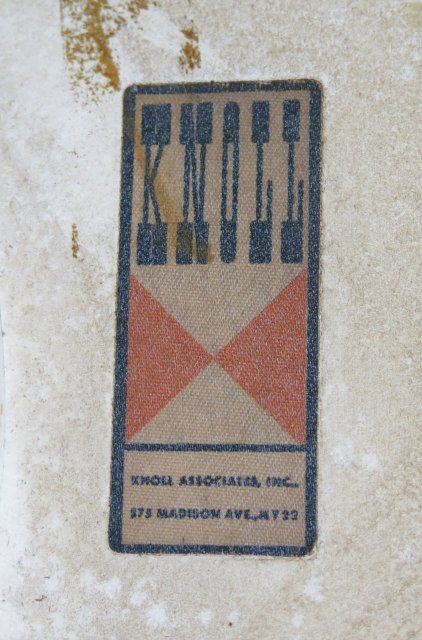 KNOLL
KNOLL ASSOCIATES, INC.,
575 MADISON AVE., NY 22